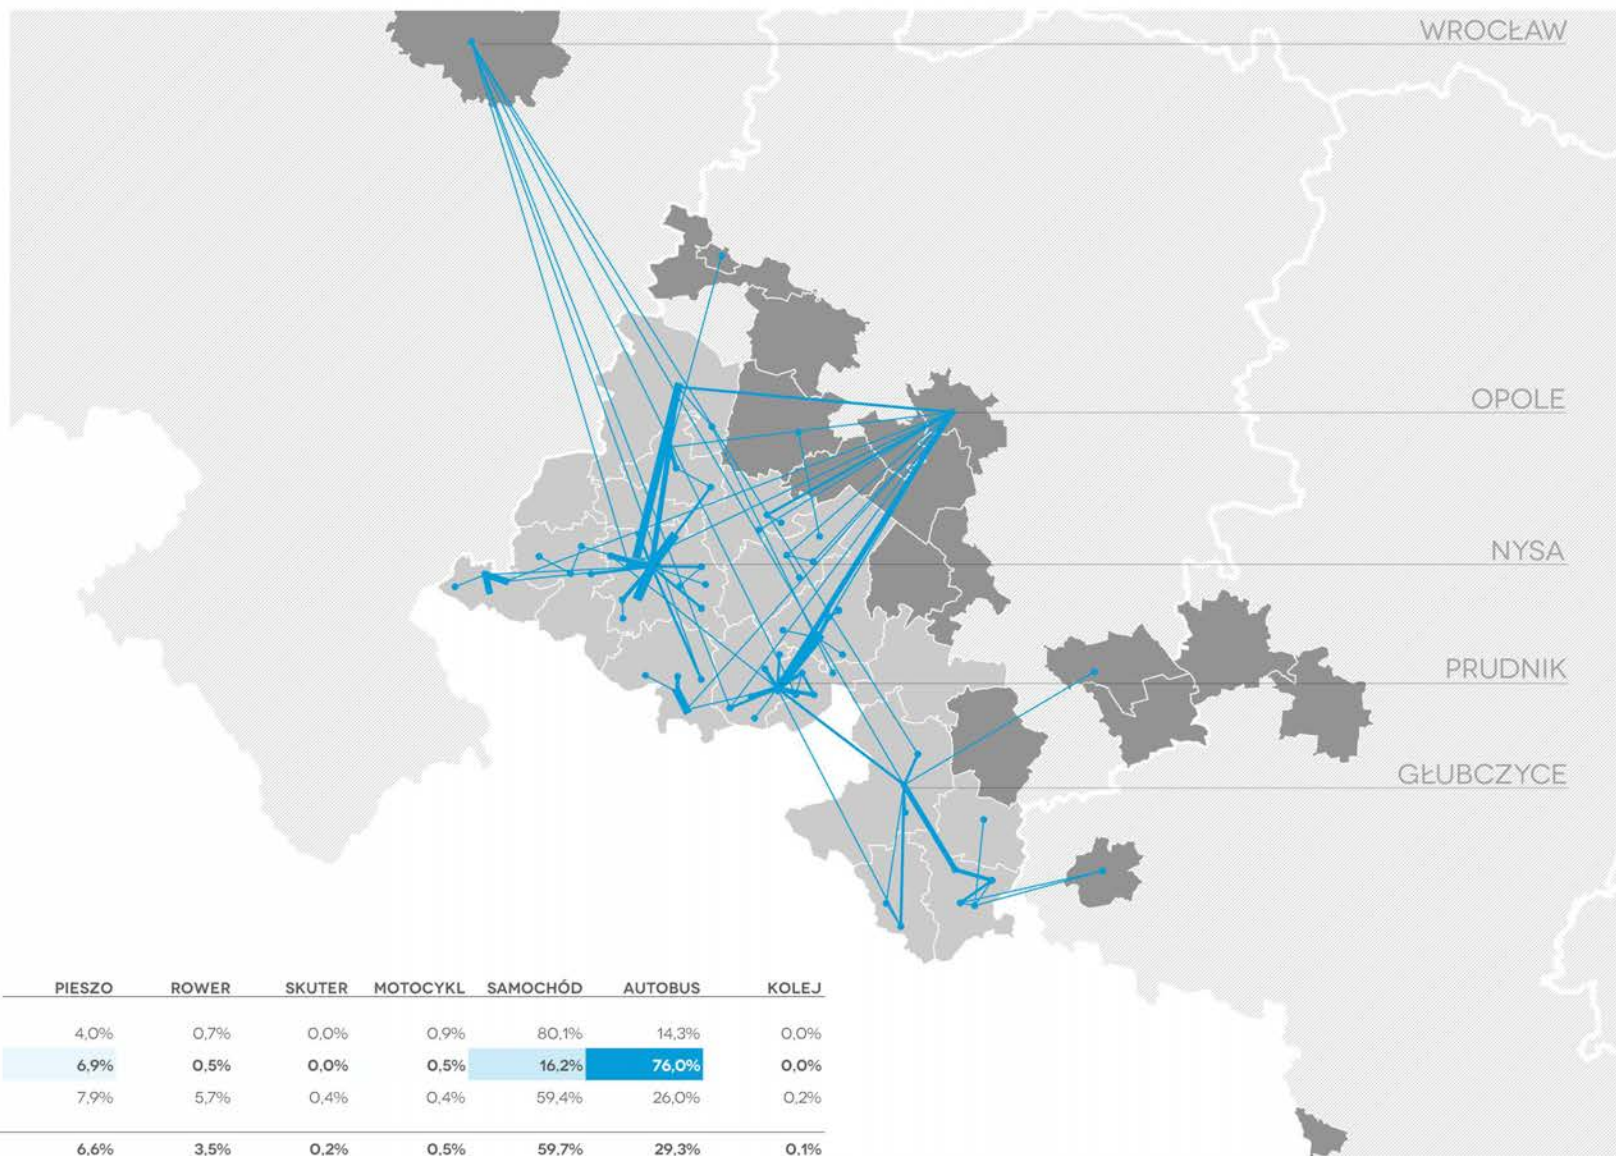 WROCŁAW
OPOLE
NYSA
PRUDNIK
GŁUBCZYCE
PIESZO ROWER SKUTER MOTOCYKL SAMOCHÓD AUTOBUS KOLEJ
4,0% 0,7% 0,0% 0,9% 80,1% 14,3% 0,0%
6,9% 0,5% 0,0% 0,5% 16,2% 76,0% 0,0%
7,9% 5,7% 0,4% 0,4% 59,4% 26,0% 0,2%
6,6% 3,5% 0,2% 0,5% 59,7% 29,3% 0,1%